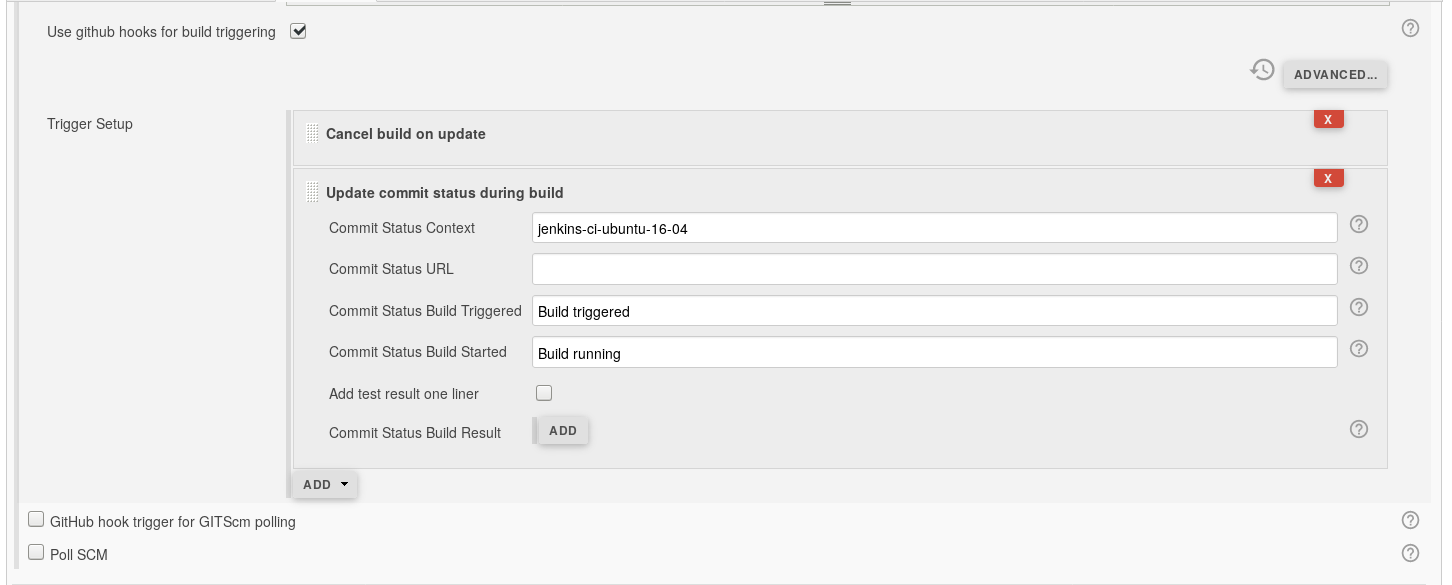 Use github hooks for build triggering
ADVANCED...
Trigger Setup
Cancel build on update
X
Update commit status during build
X
Commit Status Context
jenkins-ci-ubuntu-16-04
Commit Status URL
Commit Status Build Triggered
Build triggered
Commit Status Build Started
Build running
Add test result one liner
Commit Status Build Result
ADD
ADD
GitHub hook trigger for GITScm polling
Poll SCM